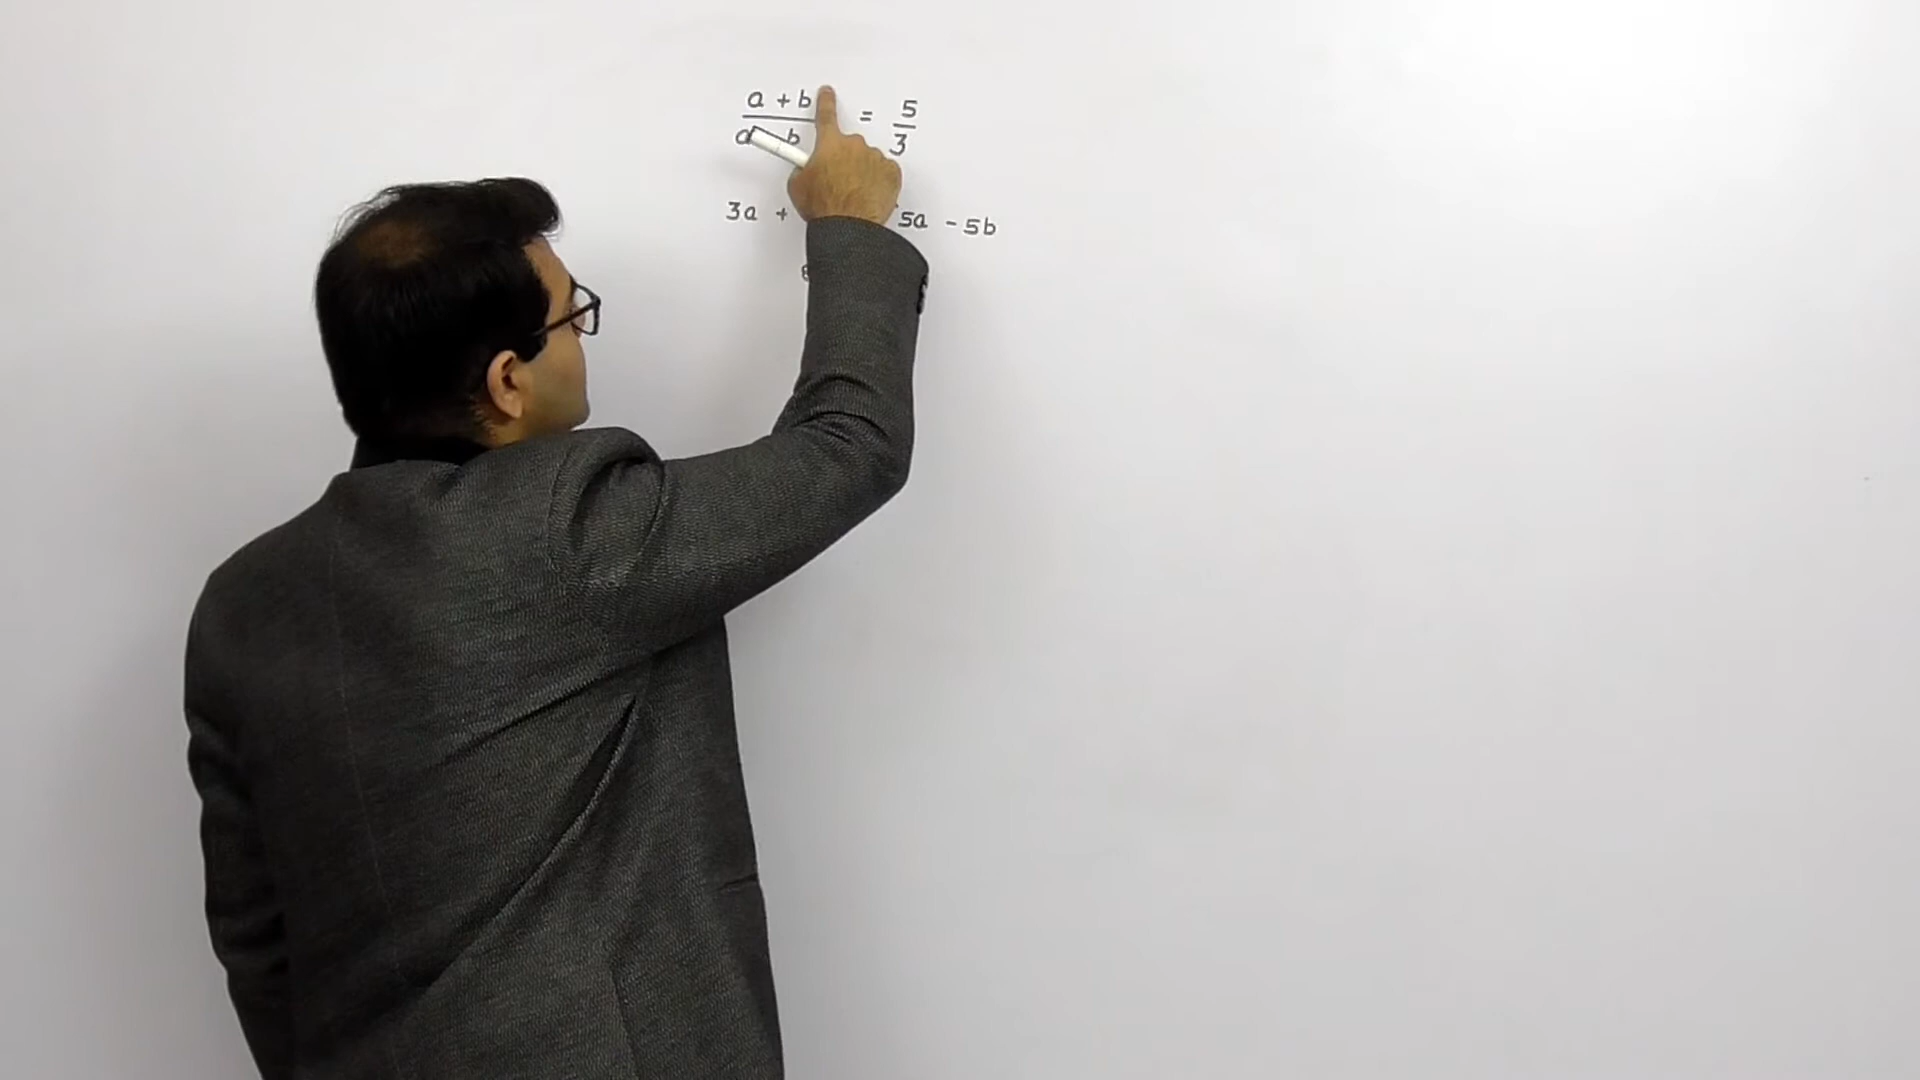 a + b
a b = 5/3
3a + 5a - 5b